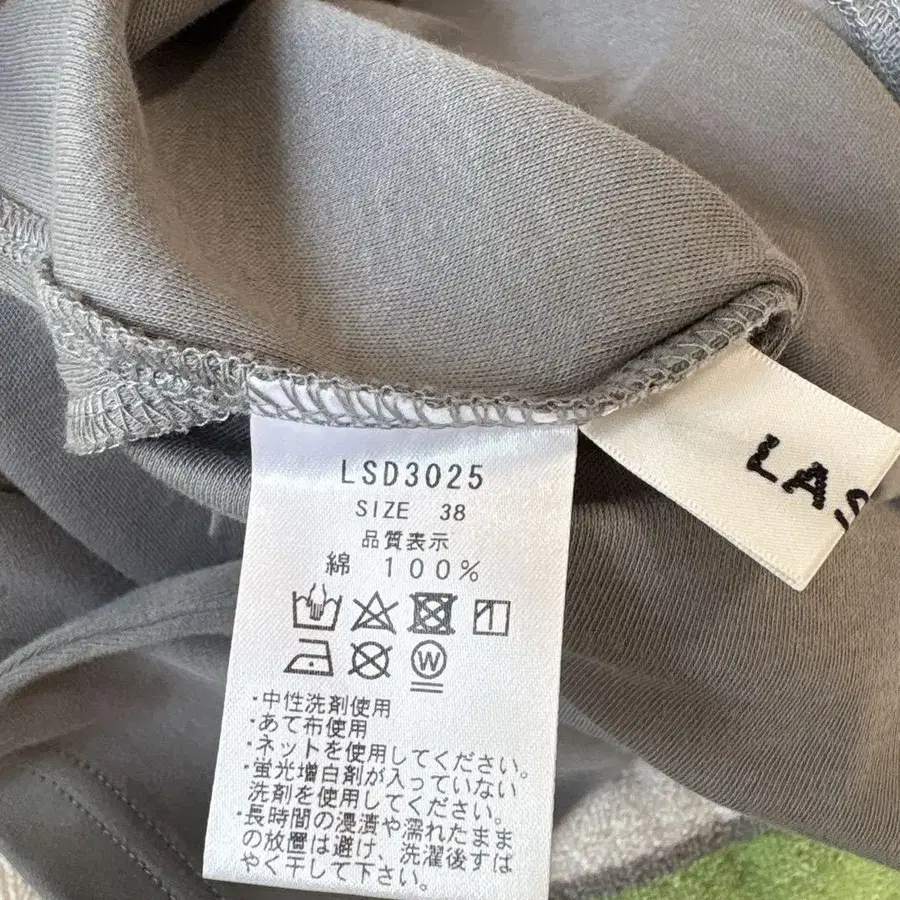 LSD3025
SIZE 38
品質表示
綿 100%
W
・中性洗剤使用
・あて布使用
・ネットを使用してください。
・蛍光増白剤が入っていない
洗剤を使用してください。
・長時間の浸漬や濡れたまま
の放置は避け、洗濯後すば
やく干して下さい。
LAS